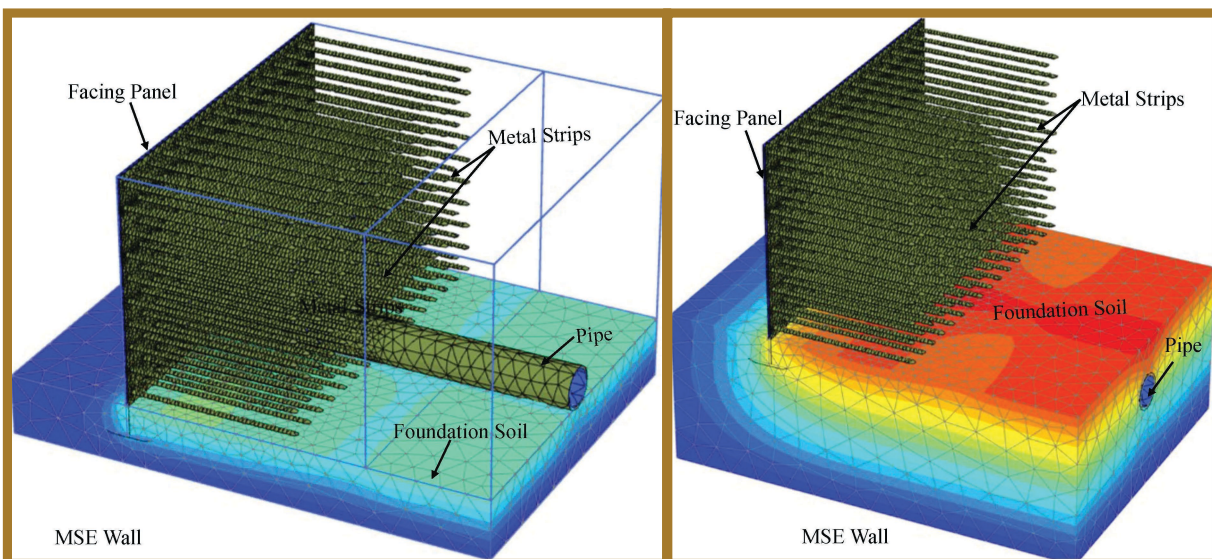 Facing Panel
Metal Strips
Metal Strips
Pipe
Foundation Soil
MSE Wall
Metal Strips
Facing Panel
Foundation Soil
Pipe
MSE Wall